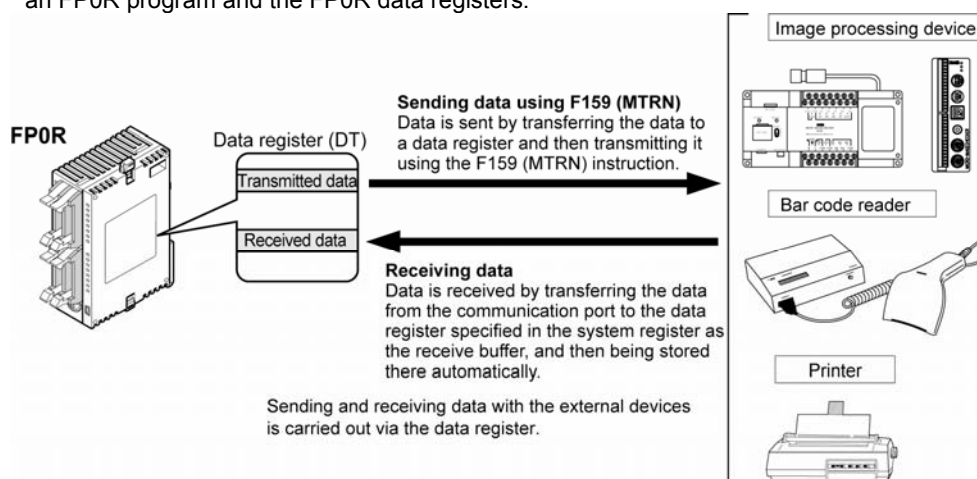 an FP0R program and the FP0R data registers.
Image processing device
FP0R
Data register (DT)
Transmitted data
Received data
Sending data using F159 (MTRN)
Data is sent by transferring the data to
a data register and then transmitting it
using the F159 (MTRN) instruction.
Receiving data
Data is received by transferring the data
from the communication port to the data
register specified in the system register as
the receive buffer, and then being stored
there automatically.
Sending and receiving data with the external devices
is carried out via the data register.
Bar code reader
Printer